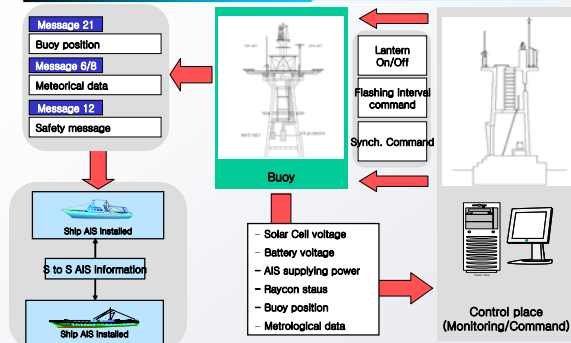 Message 21
Buoy position
Message 6/8
Meteorical data
Message 12
Safety message
Ship AIS installed
S to S AIS information
Ship AIS installed
Buoy
Lantern
On/Off
Flashing interval
command
Synch. Command
– Solar Cell voltage
– Battery voltage
– AIS supplying power
– Raycon staus
– Buoy position
– Metrological data
Control place
(Monitoring/Command)